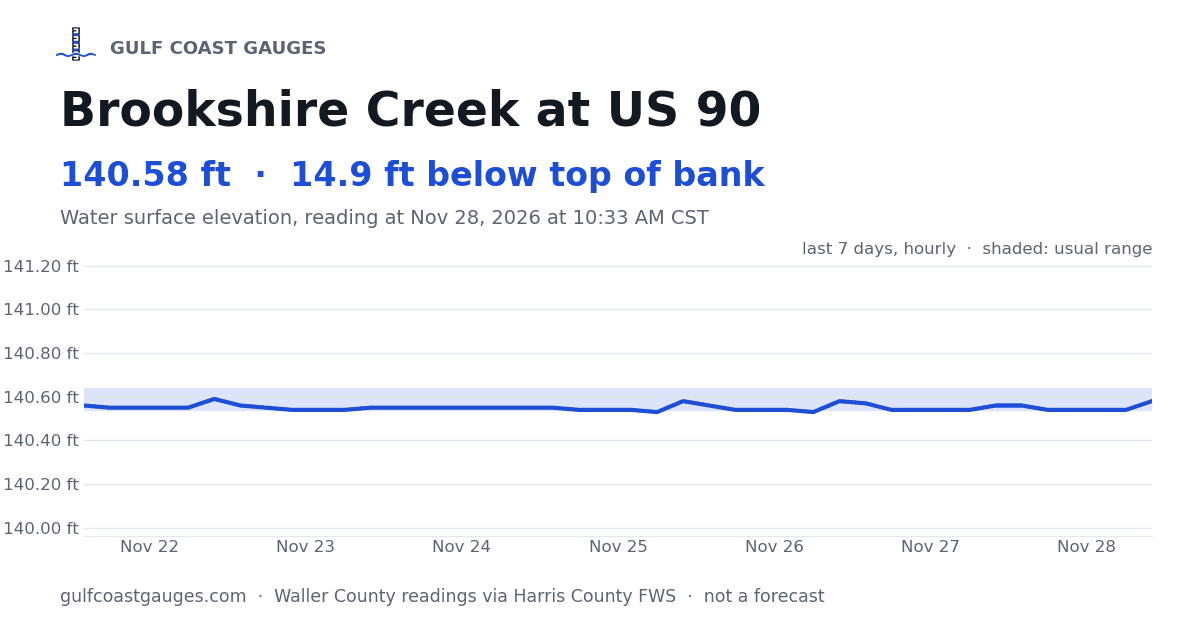 GULF COAST GAUGES
Brookshire Creek at US 90
140.58 ft · 14.9 ft below top of bank
Water surface elevation, reading at Nov 28, 2026 at 10:33 AM CST
last 7 days, hourly · shaded: usual range
141.20 ft
141.00 ft
140.80 ft
140.60 ft
140.40 ft
140.20 ft
140.00 ft
Nov 22 Nov 23 Nov 24 Nov 25 Nov 26 Nov 27 Nov 28
gulfcoastgauges.com · Waller County readings via Harris County FWS · not a forecast